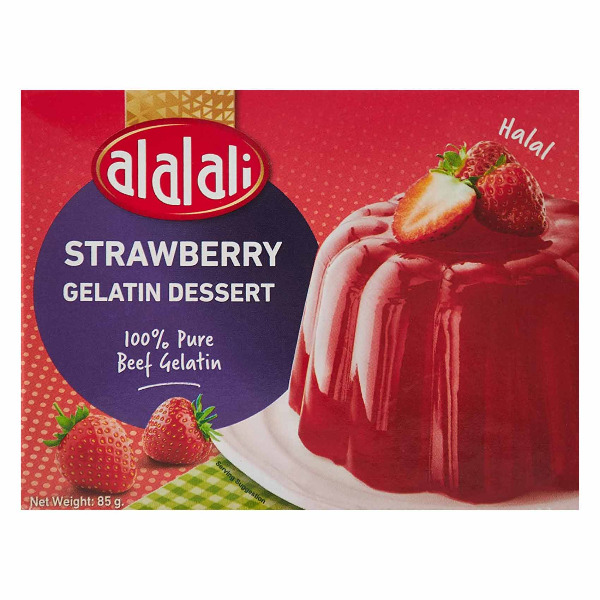 Halal
alalali
STRAWBERRY
GELATIN DESSERT
100% Pure
Beef Gelatin
Serving Suggestion
Net Weight: 85 g.